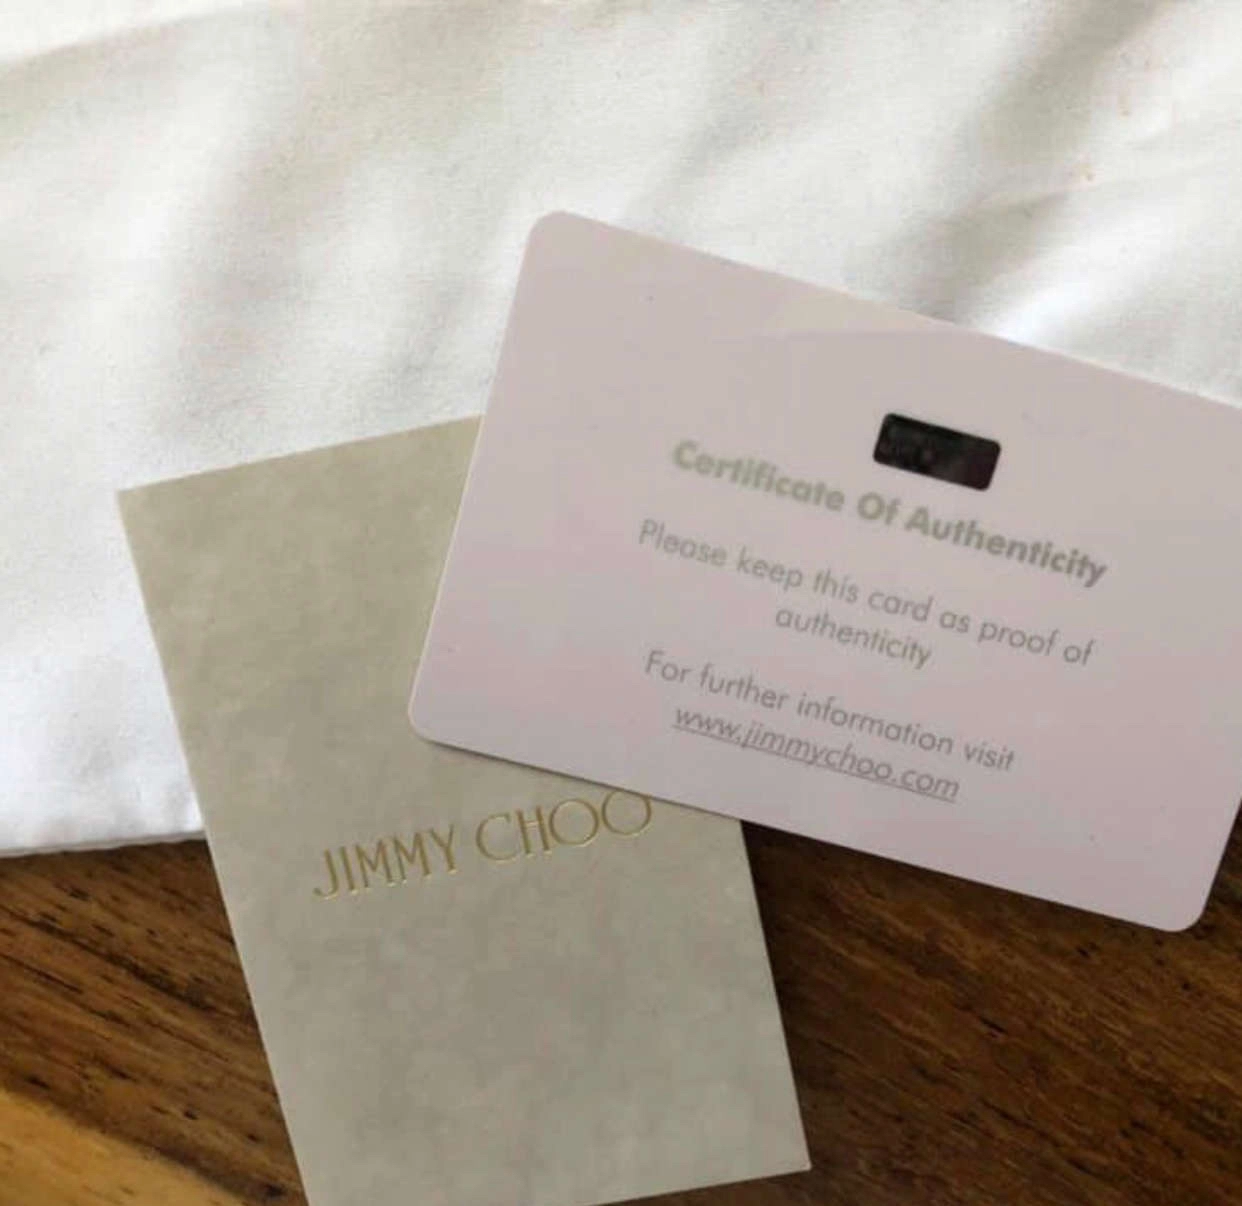 Certificate Of Authenticity
Please keep this card as proof of
authenticity
For further information visit
www.jimmychoo.com
JIMMY CHOO